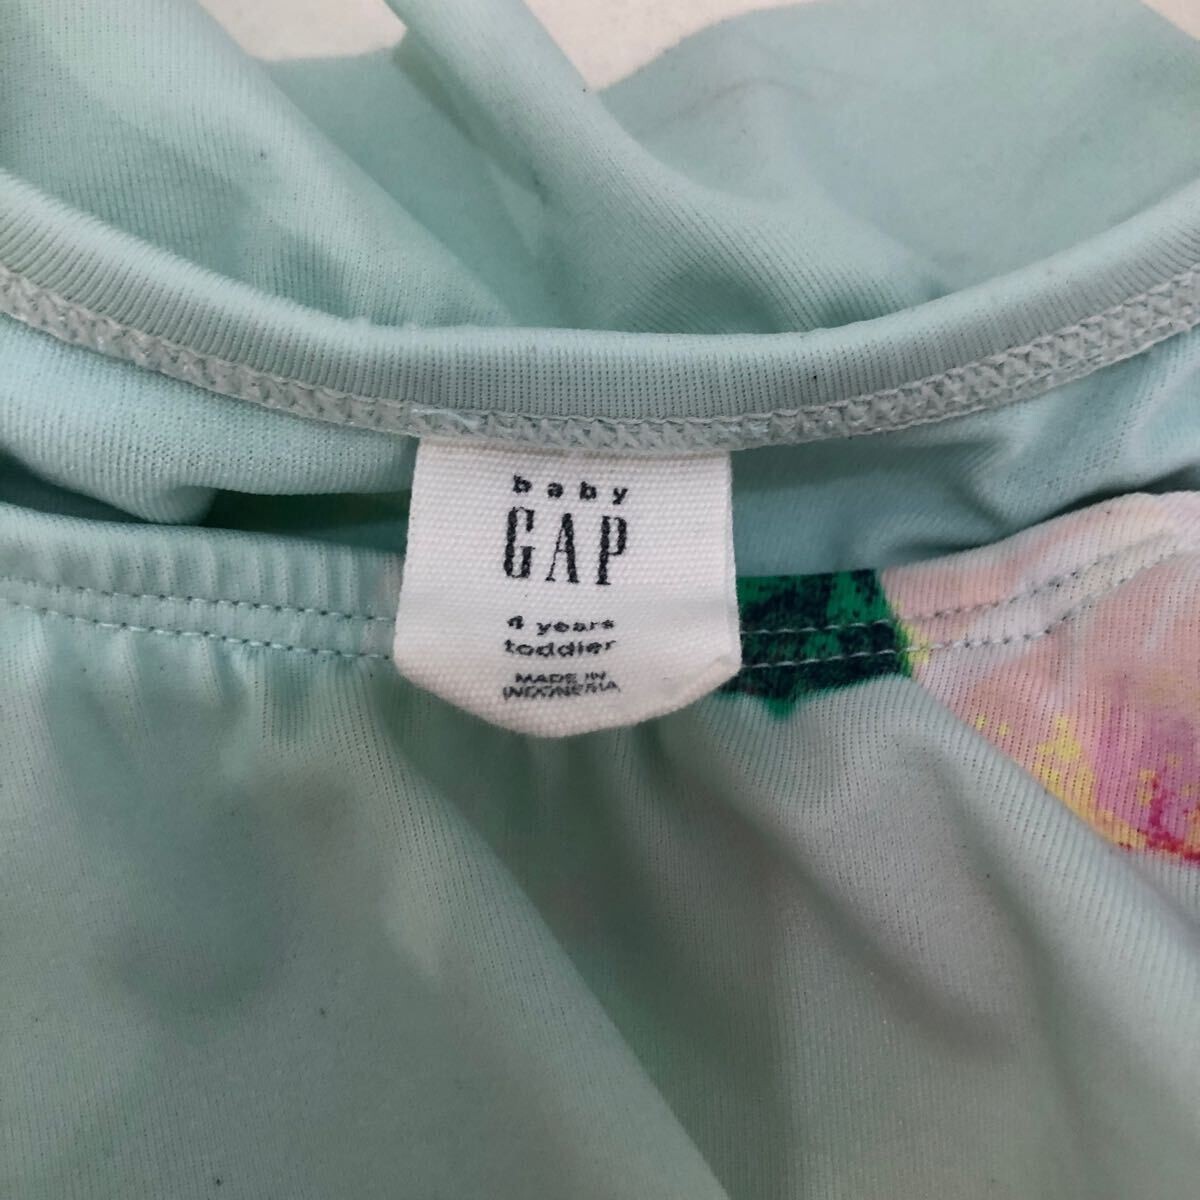 baby
GAP
4 years
toddler
MADE IN
INDONESIA